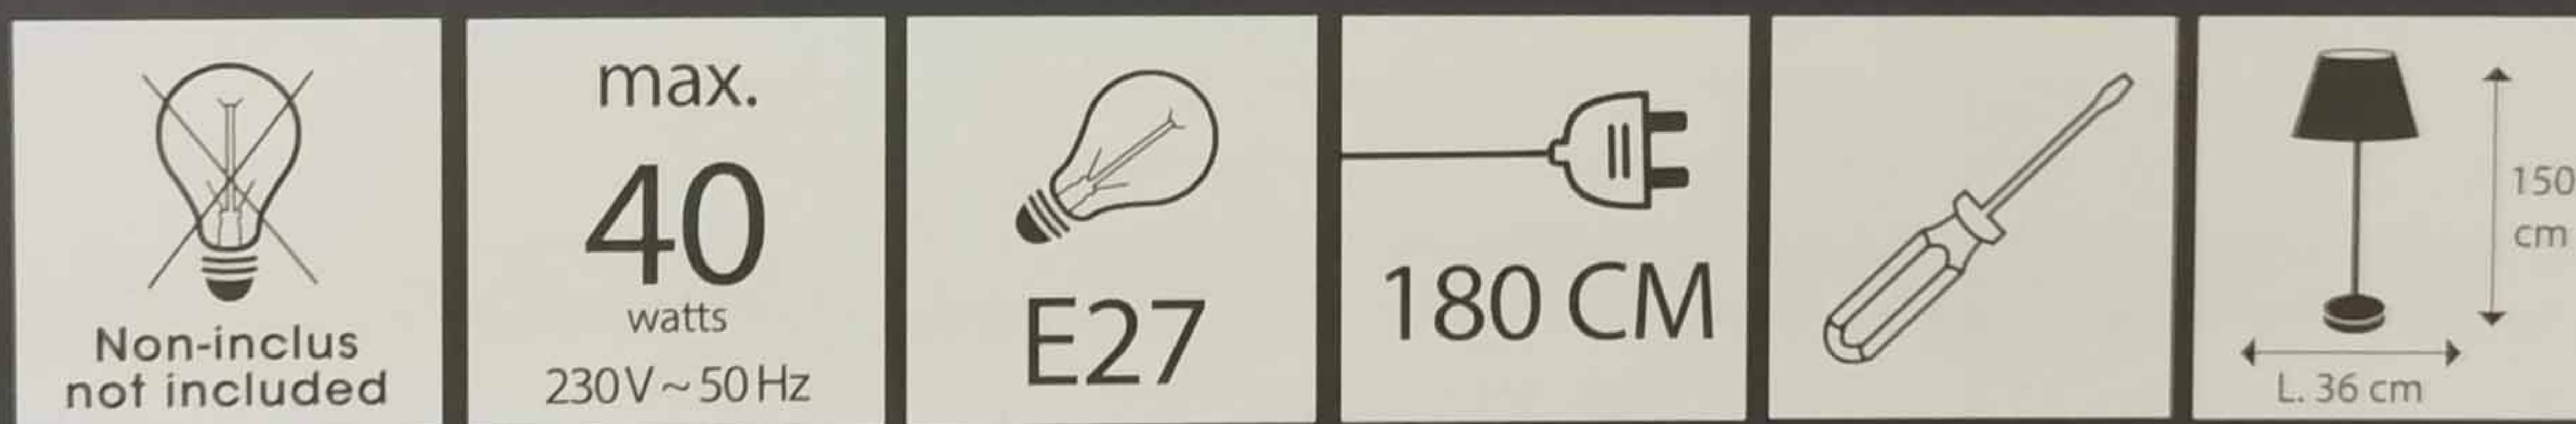 Non-inclus
not included
max.
40
watts
230V~50Hz
E27
180 CM
150
cm
L. 36 cm